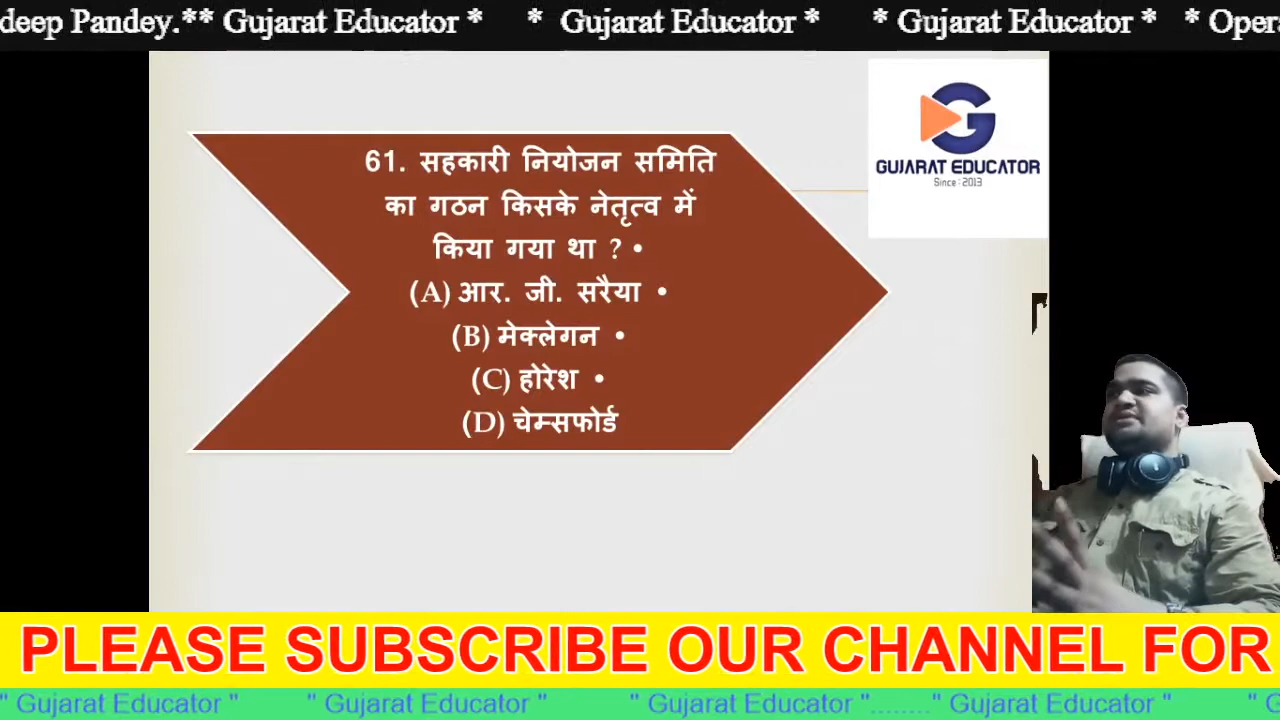 deep Pandey.** Gujarat Educator * * Gujarat Educator * * Gujarat Educator * * Opera
GUJARAT EDUCATOR
Since : 2013
61. सहकारी नियोजन समिति
का गठन किसके नेतृत्व में
किया गया था ? •
(A) आर. जी. सरैया •
(B) मेक्लेगन •
(C) होरेश •
(D) चेम्सफोर्ड
PLEASE SUBSCRIBE OUR CHANNEL FOR
" Gujarat Educator " " Gujarat Educator " " Gujarat Educator "........" Gujarat Educator " " G